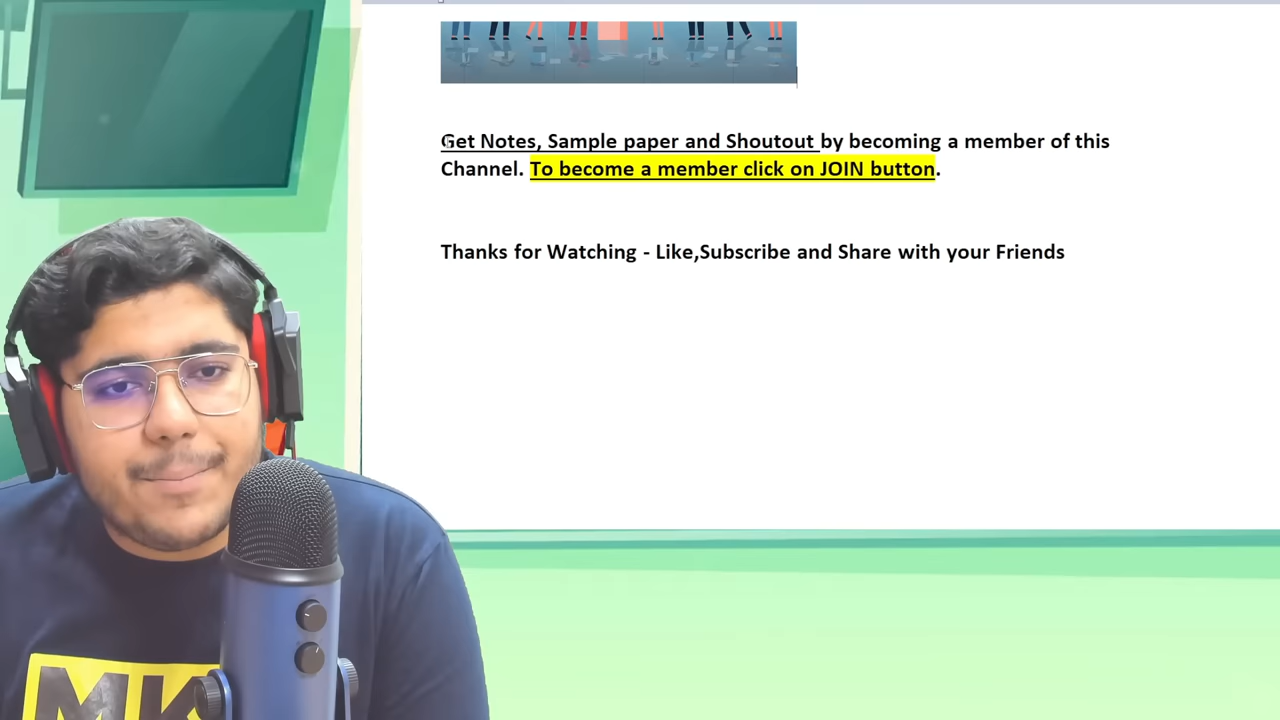 Get Notes, Sample paper and Shoutout by becoming a member of this
Channel. To become a member click on JOIN button.
Thanks for Watching - Like,Subscribe and Share with your Friends
MK